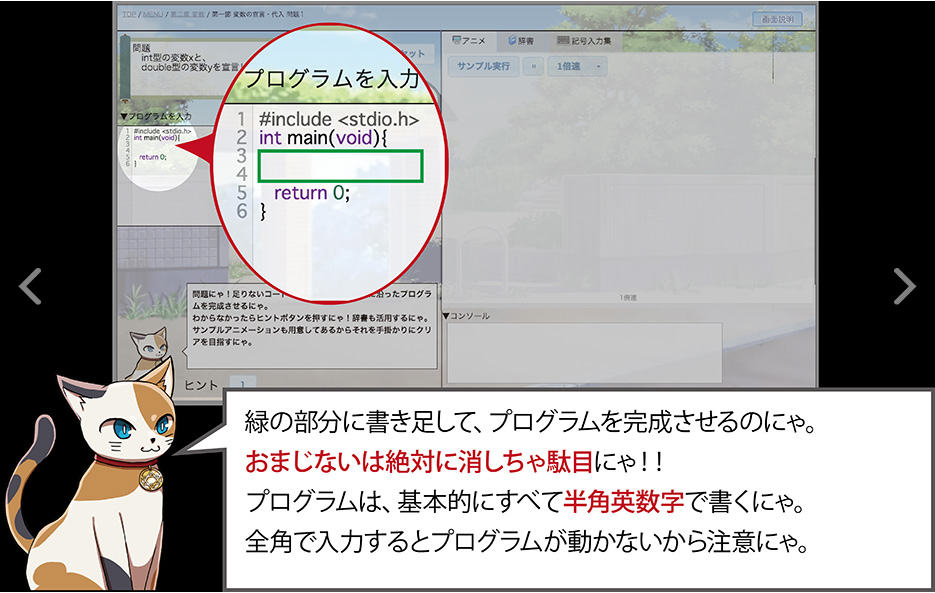 TOP / MENU / 第二章 変数 / 第一節 変数の宣言・代入 問題1
画面説明
問題
int型の変数xと、
double型の変数yを宣言
ット
アニメ
辞書
記号入力集
サンプル実行
1倍速
▼プログラムを入力
1 #include <stdio.h>
2 int main(void){
3
4
5 return 0;
6 }
プログラムを入力
1 #include <stdio.h>
2 int main(void){
3
4
5 return 0;
6 }
1倍速
▼コンソール
問題にゃ！足りないコー に沿ったプログラ
ムを完成させるにゃ。
わからなかったらヒントボタンを押すにゃ！辞書も活用するにゃ。
サンプルアニメーションも用意してあるからそれを手掛かりにクリ
アを目指すにゃ。
ヒント 1
緑の部分に書き足して、プログラムを完成させるのにゃ。
おまじないは絶対に消しちゃ駄目にゃ！！
プログラムは、基本的にすべて半角英数字で書くにゃ。
全角で入力するとプログラムが動かないから注意にゃ。